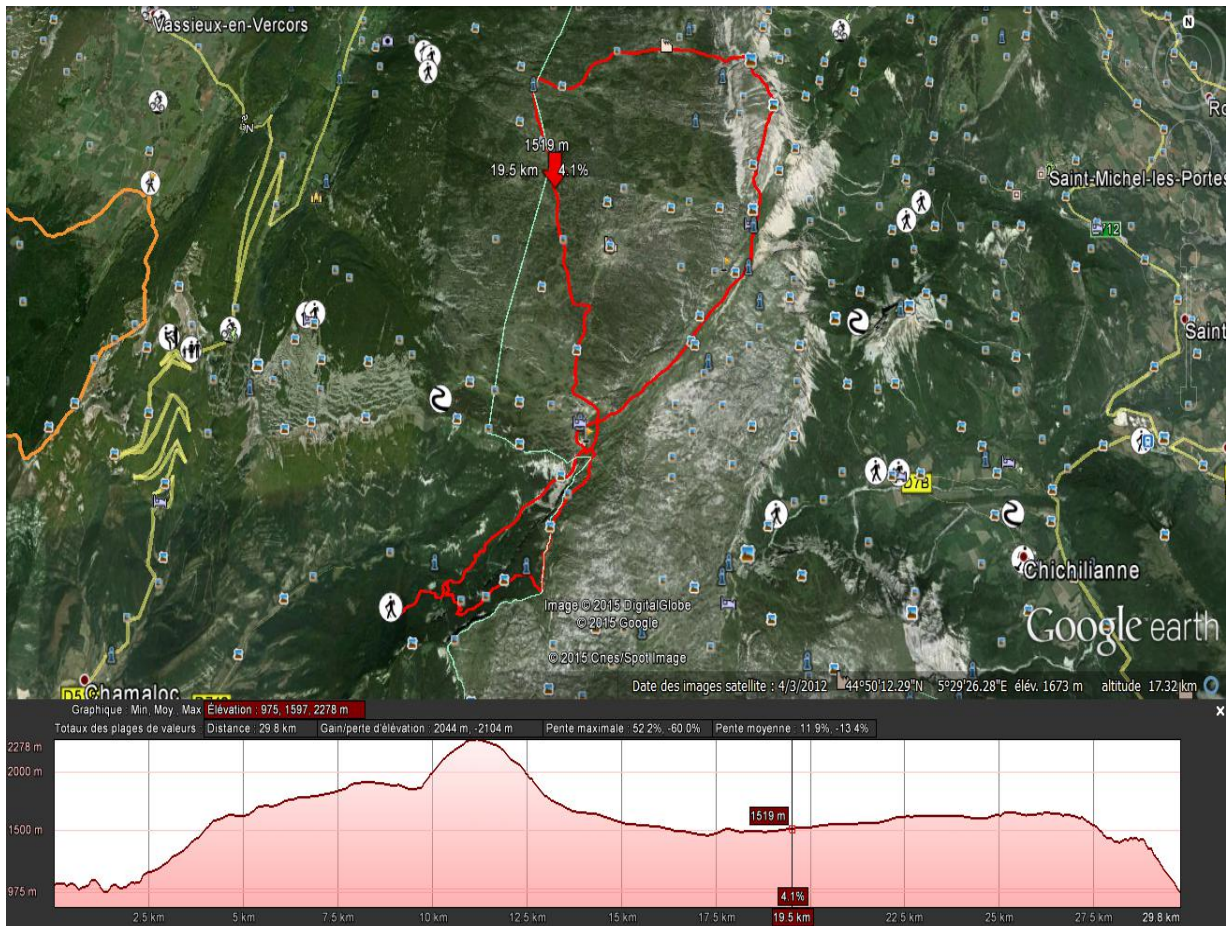 Vassieux-en-Vercors
N
1519 m
19.5 km 4.1%
Saint-Michel-les-Portes
Saint
D7B
Chichilianne
Image © 2015 DigitalGlobe
© 2015 Google
© 2015 Cnes/Spot Image
Google earth
Chamaloc
Date des images satellite : 4/3/2012 44°50'12.29"N 5°29'26.28"E élév. 1673 m altitude 17.32 km
Graphique : Min, Moy., Max Élévation : 975, 1597, 2278 m
Totaux des plages de valeurs : Distance : 29.8 km Gain/perte d'élévation : 2044 m, -2104 m Pente maximale : 52.2%, -60.0% Pente moyenne : 11.9%, -13.4%
2278 m
2000 m
1519 m
1500 m
975 m
4.1%
2.5 km 5 km 7.5 km 10 km 12.5 km 15 km 17.5 km 19.5 km 22.5 km 25 km 27.5 km 29.8 km